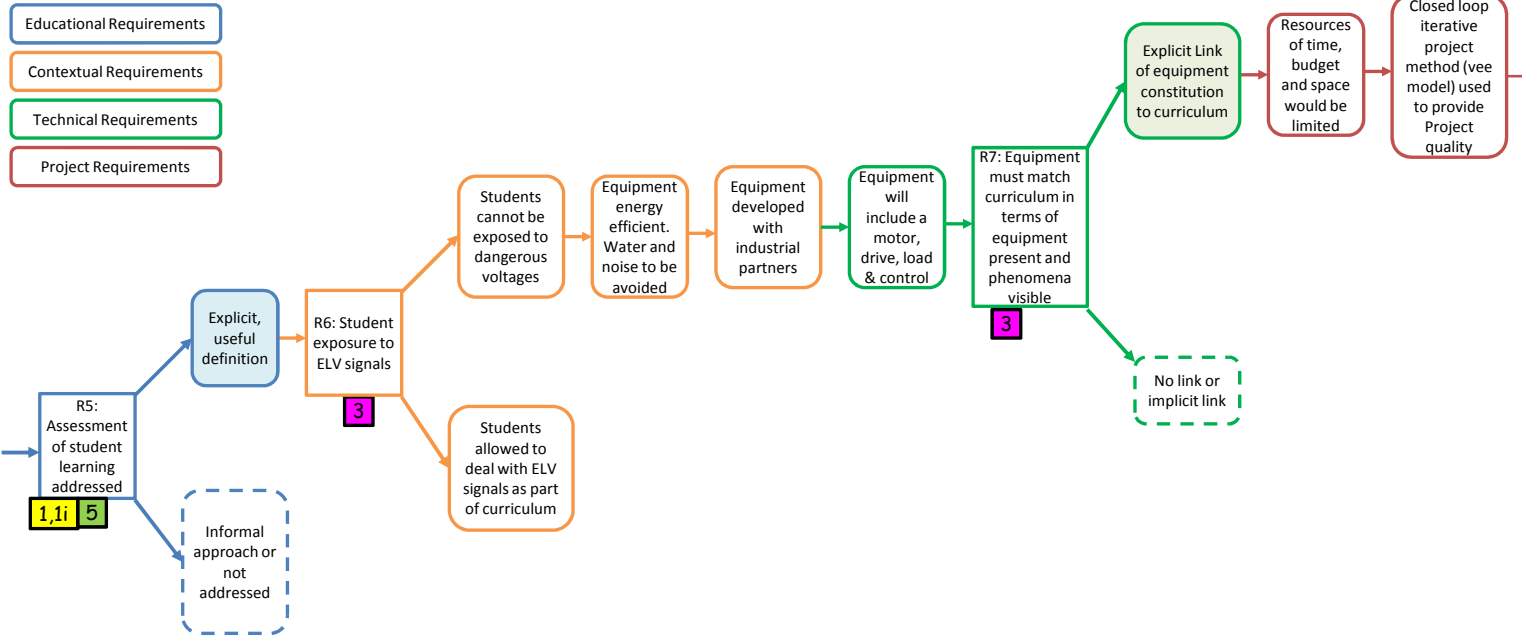 Educational Requirements
Contextual Requirements
Technical Requirements
Project Requirements
R5:
Assessment
of student
learning
addressed
1,1i
5
Explicit,
useful
definition
Informal
approach or
not
addressed
R6: Student
exposure to
ELV signals
3
Students
cannot be
exposed to
dangerous
voltages
Students
allowed to
deal with ELV
signals as part
of curriculum
Equipment
energy
efficient.
Water and
noise to be
avoided
Equipment
developed
with
industrial
partners
Equipment
will
include a
motor,
drive, load
& control
R7: Equipment
must match
curriculum in
terms of
equipment
present and
phenomena
visible
3
Explicit Link
of equipment
constitution
to curriculum
No link or
implicit link
Resources
of time,
budget
and space
would be
limited
Closed loop
iterative
project
method (vee
model) used
to provide
Project
quality